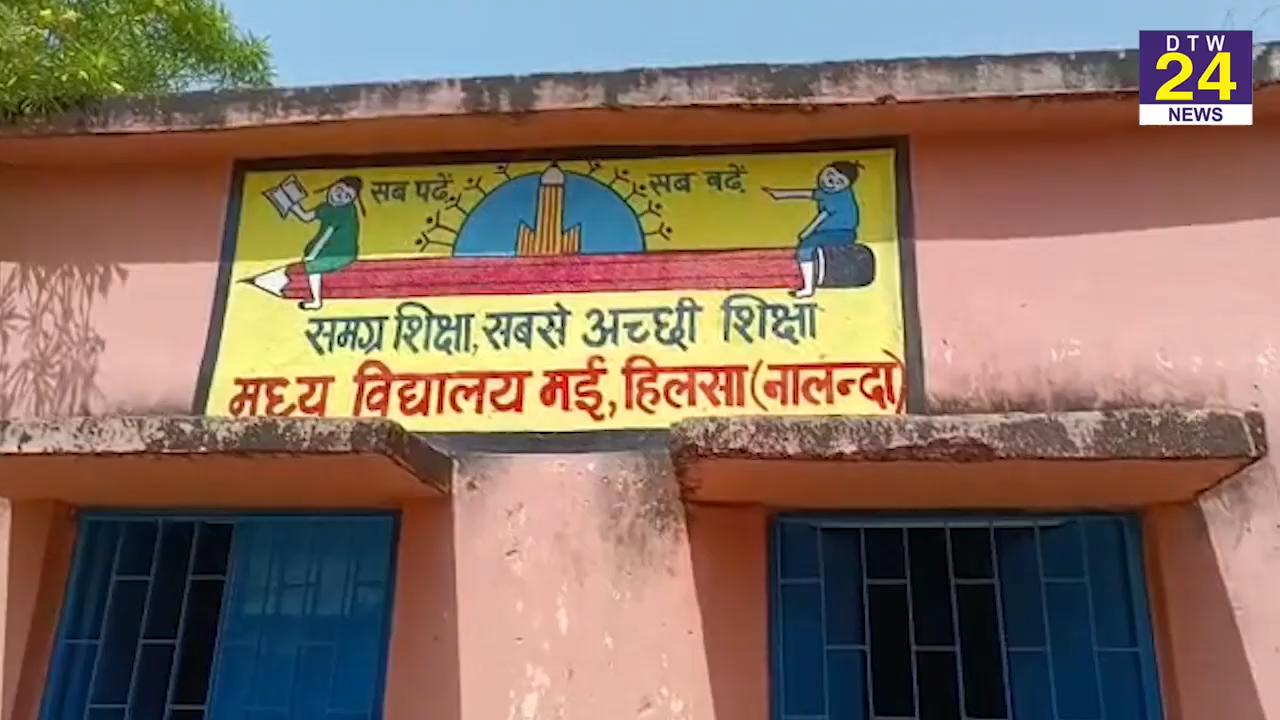 DTW
24
NEWS
सब पढ़ें, सब बढ़ें
समग्र शिक्षा, सबसे अच्छी शिक्षा
मध्य विद्यालय मई, हिलसा (नालन्दा)